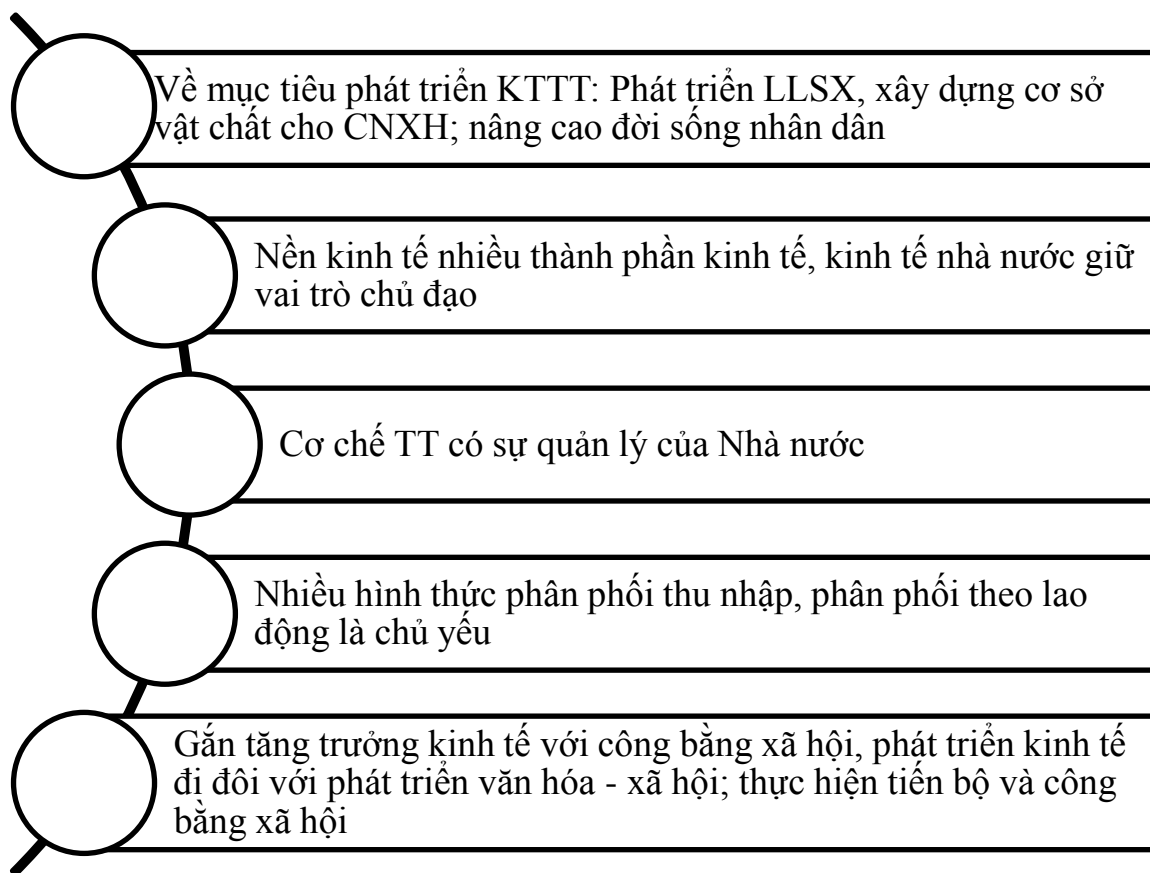 Về mục tiêu phát triển KTTT: Phát triển LLSX, xây dựng cơ sở
vật chất cho CNXH; nâng cao đời sống nhân dân
Nền kinh tế nhiều thành phần kinh tế, kinh tế nhà nước giữ
vai trò chủ đạo
Cơ chế TT có sự quản lý của Nhà nước
Nhiều hình thức phân phối thu nhập, phân phối theo lao
động là chủ yếu
Gắn tăng trưởng kinh tế với công bằng xã hội, phát triển kinh tế
đi đôi với phát triển văn hóa - xã hội; thực hiện tiến bộ và công
bằng xã hội